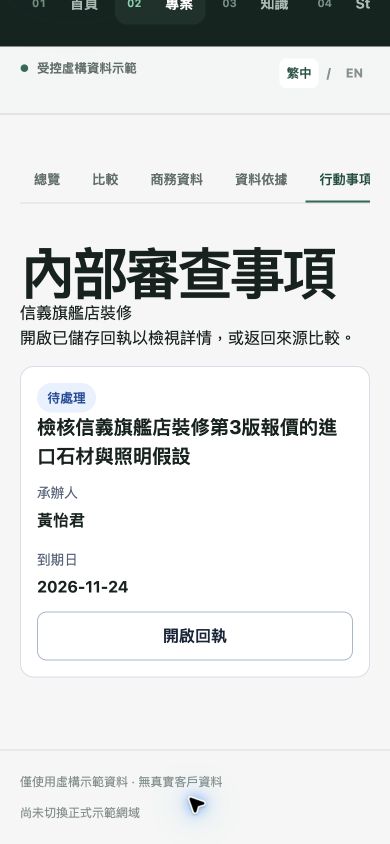 01 首頁 02 專案 03 知識 04 St
受控虛構資料示範 繁中 / EN
總覽 比較 商務資料 資料依據 行動事項
內部審查事項
信義旗艦店裝修
開啟已儲存回執以檢視詳情，或返回來源比較。
待處理
檢核信義旗艦店裝修第3版報價的進
口石材與照明假設
承辦人
黃怡君
到期日
2026-11-24
開啟回執
僅使用虛構示範資料 · 無真實客戶資料
尚未切換正式示範網域